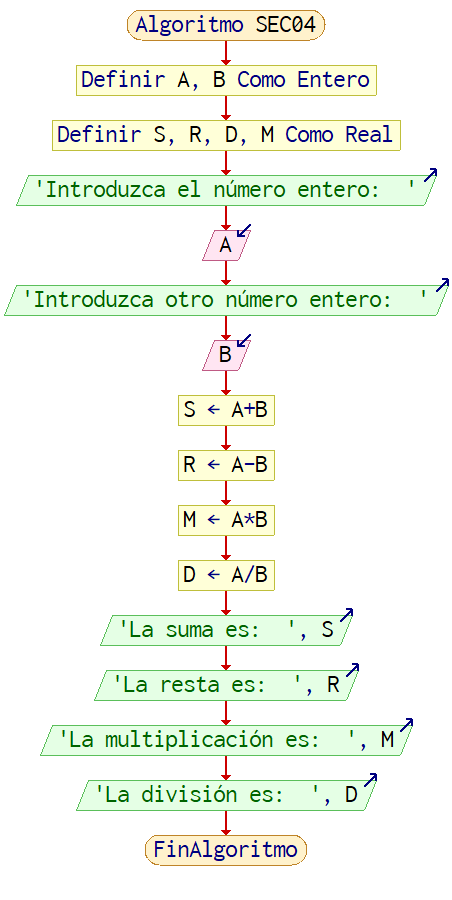 Algoritmo SEC04
Definir A, B Como Entero
Definir S, R, D, M Como Real
'Introduzca el número entero:  '
A
'Introduzca otro número entero:  '
B
S ← A+B
R ← A-B
M ← A*B
D ← A/B
'La suma es:  ', S
'La resta es:  ', R
'La multiplicación es:  ', M
'La división es:  ', D
FinAlgoritmo